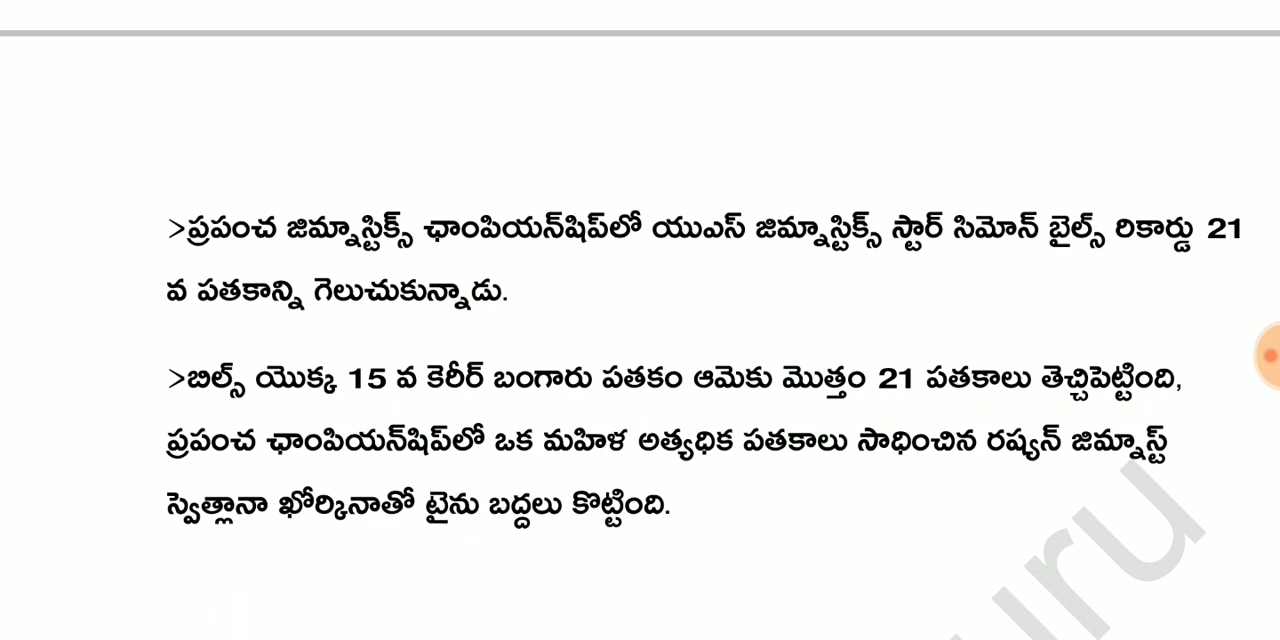 >ప్రపంచ జిమ్నాస్టిక్స్ ఛాంపియన్‌షిప్‌లో యుఎస్ జిమ్నాస్టిక్స్ స్టార్ సిమోన్ బైల్స్ రికార్డు 21
వ పతకాన్ని గెలుచుకున్నాడు.
>బిల్స్ యొక్క 15 వ కెరీర్ బంగారు పతకం ఆమెకు మొత్తం 21 పతకాలు తెచ్చిపెట్టింది,
ప్రపంచ ఛాంపియన్‌షిప్‌లో ఒక మహిళ అత్యధిక పతకాలు సాధించిన రష్యన్ జిమ్నాస్ట్
స్వెత్లానా ఖోర్కినాతో టైను బద్దలు కొట్టింది.
uru